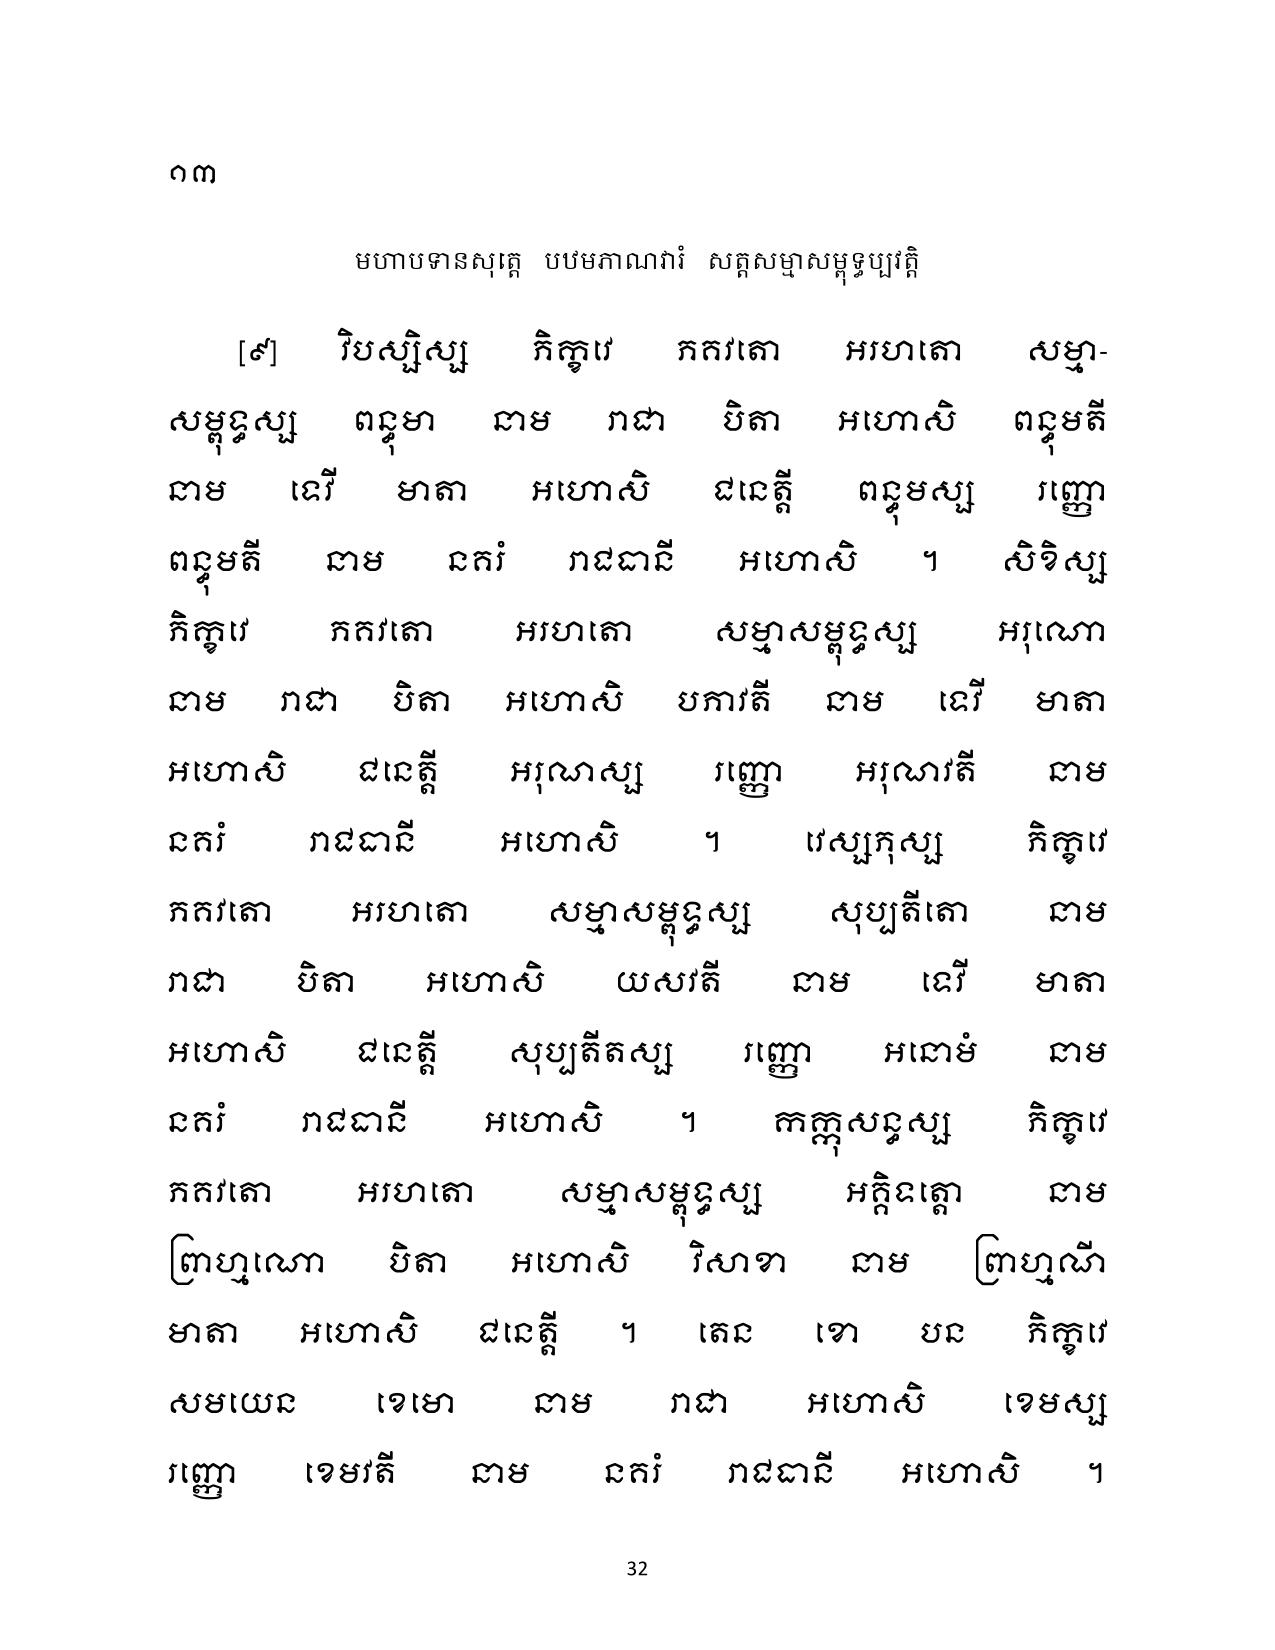 ១៣
មហាបទានសុត្តេ បឋមភាណវារំ សត្តសម្មាសម្ពុទ្ធប្បវត្តិ
[៩] វិបស្សិស្ស ភិក្ខវេ ភគវតោ អរហតោ សម្មា-
សម្ពុទ្ធស្ស ពន្ធុមា នាម រាជា បិតា អហោសិ ពន្ធុមតី
នាម ទេវី មាតា អហោសិ ជនេត្តី ពន្ធុមស្ស រញ្ញោ
ពន្ធុមតី នាម នគរំ រាជធានី អហោសិ ។ សិខិស្ស
ភិក្ខវេ ភគវតោ អរហតោ សម្មាសម្ពុទ្ធស្ស អរុណោ
នាម រាជា បិតា អហោសិ បភាវតី នាម ទេវី មាតា
អហោសិ ជនេត្តី អរុណស្ស រញ្ញោ អរុណវតី នាម
នគរំ រាជធានី អហោសិ ។ វេស្សភុស្ស ភិក្ខវេ
ភគវតោ អរហតោ សម្មាសម្ពុទ្ធស្ស សុប្បតីតោ នាម
រាជា បិតា អហោសិ យសវតី នាម ទេវី មាតា
អហោសិ ជនេត្តី សុប្បតីតស្ស រញ្ញោ អនោមំ នាម
នគរំ រាជធានី អហោសិ ។ កក្កុសន្ធស្ស ភិក្ខវេ
ភគវតោ អរហតោ សម្មាសម្ពុទ្ធស្ស អគ្គិទត្តោ នាម
ព្រាហ្មណោ បិតា អហោសិ វិសាខា នាម ព្រាហ្មណី
មាតា អហោសិ ជនេត្តី ។ តេន ខោ បន ភិក្ខវេ
សមយេន ខេមោ នាម រាជា អហោសិ ខេមស្ស
រញ្ញោ ខេមវតី នាម នគរំ រាជធានី អហោសិ ។
32